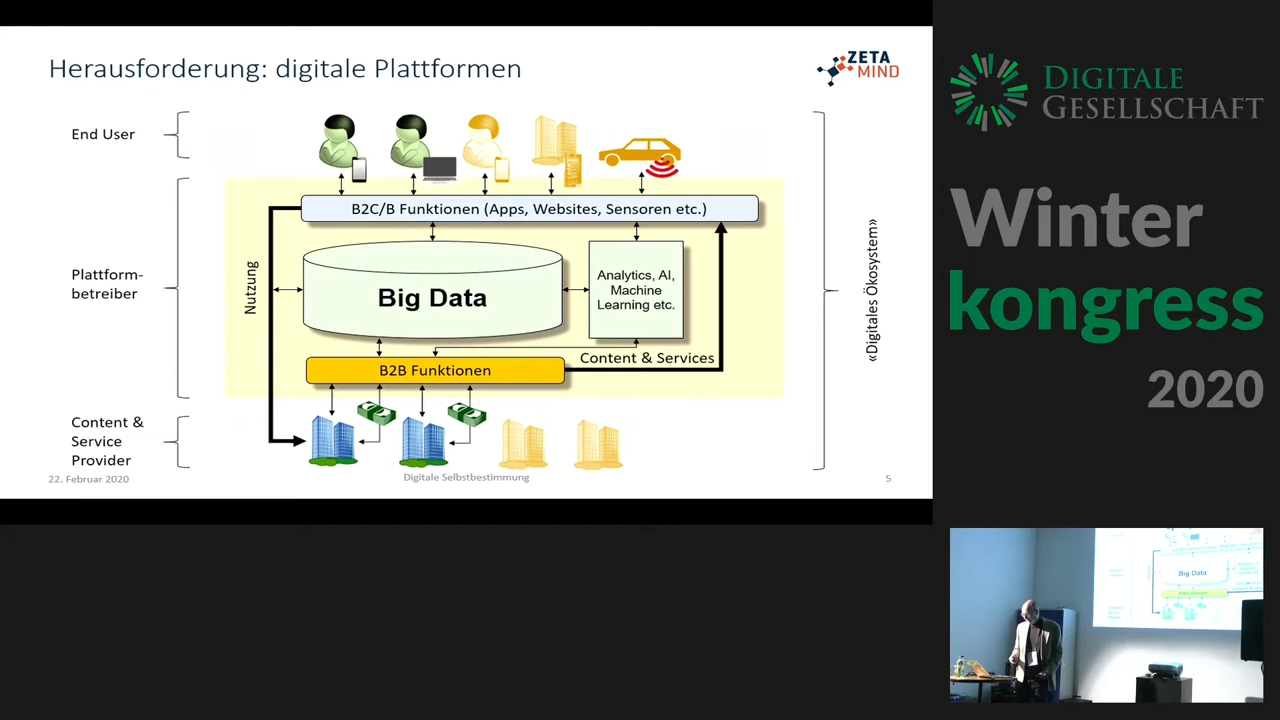 Herausforderung: digitale Plattformen
ZETA
MIND
End User
B2C/B Funktionen (Apps, Websites, Sensoren etc.)
Plattform-
betreiber
Nutzung
Big Data
Analytics, AI,
Machine
Learning etc.
«Digitales Ökosystem»
Content & Services
B2B Funktionen
Content &
Service
Provider
22. Februar 2020
Digitale Selbstbestimmung
5
DIGITALE
GESELLSCHAFT
Winter
kongress
2020
Big Data